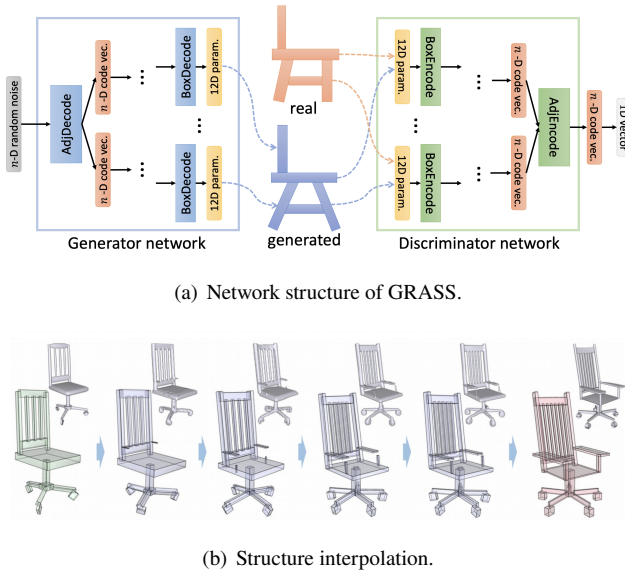 n-D random noise
AdjDecode
n -D code vec.
...
BoxDecode
12D param.
...
n -D code vec.
...
BoxDecode
12D param.
Generator network
real
generated
12D param.
BoxEncode
...
n -D code vec.
...
12D param.
BoxEncode
...
n -D code vec.
AdjEncode
n -D code vec.
1D vector
Discriminator network
(a) Network structure of GRASS.
(b) Structure interpolation.